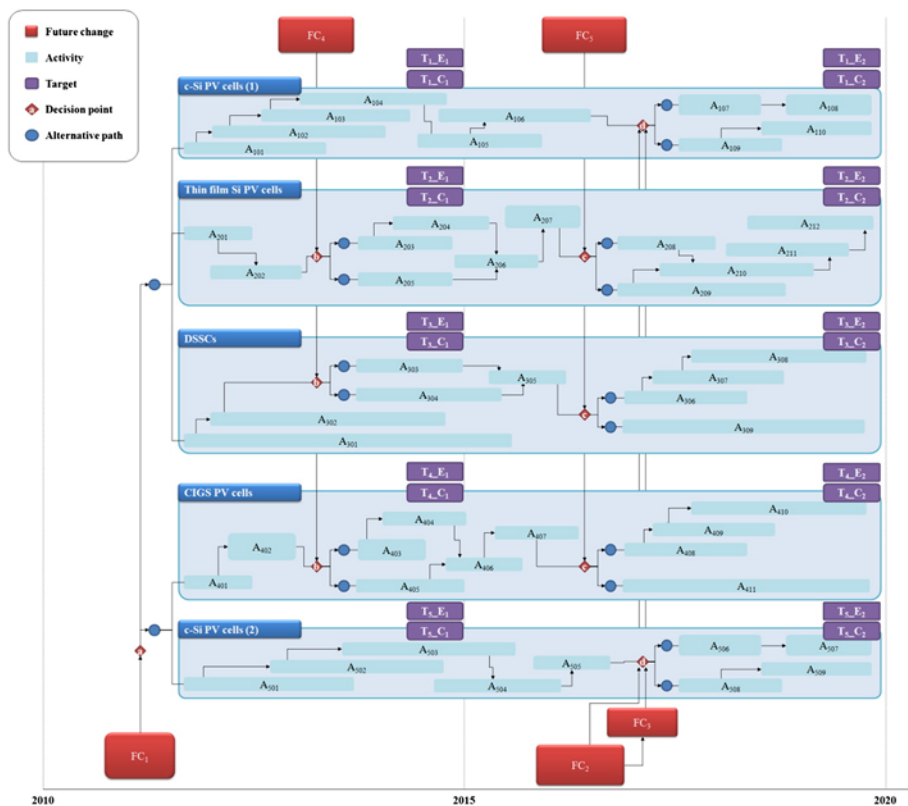 Future change
Activity
Target
a Decision point
Alternative path
FC4
FC5
T1_E1
T1_C1
T1_E2
T1_C2
c-Si PV cells (1)
A104
A103
A102
A101
A106
A105
d
A107
A108
A110
A109
T2_E1
T2_C1
T2_E2
T2_C2
Thin film Si PV cells
A201
A202
b
A204
A203
A205
A206
A207
c
A208
A209
A210
A211
A212
T3_E1
T3_C1
T3_E2
T3_C2
DSSCs
b
A303
A304
A302
A301
A305
c
A308
A307
A306
A309
T4_E1
T4_C1
T4_E2
T4_C2
CIGS PV cells
A401
A402
b
A404
A403
A405
A406
A407
c
A410
A409
A408
A411
T5_E1
T5_C1
T5_E2
T5_C2
c-Si PV cells (2)
a
A503
A502
A501
A504
A505
d
A506
A507
A509
A508
FC1
FC3
FC2
2010
2015
2020